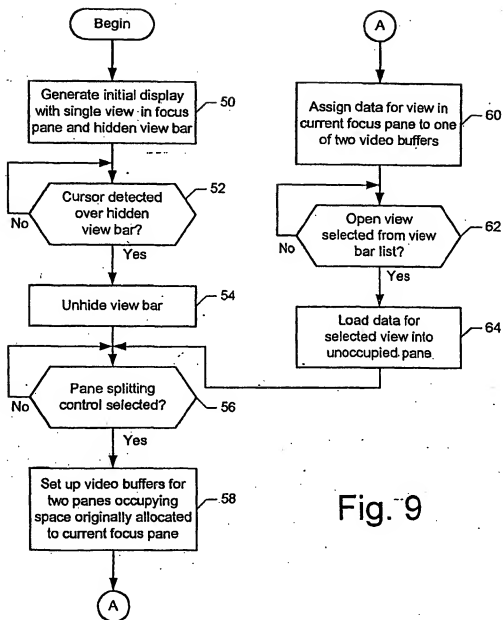 Begin
Generate initial display
with single view in focus
pane and hidden view bar
50
Cursor detected
over hidden
view bar?
52
No
Yes
Unhide view bar
54
Pane splitting
control selected?
56
No
Yes
Set up video buffers for
two panes occupying
space originally allocated
to current focus pane
58
A
A
Assign data for view in
current focus pane to one
of two video buffers
60
Open view
selected from view
bar list?
62
No
Yes
Load data for
selected view into
unoccupied pane
64
Fig. 9